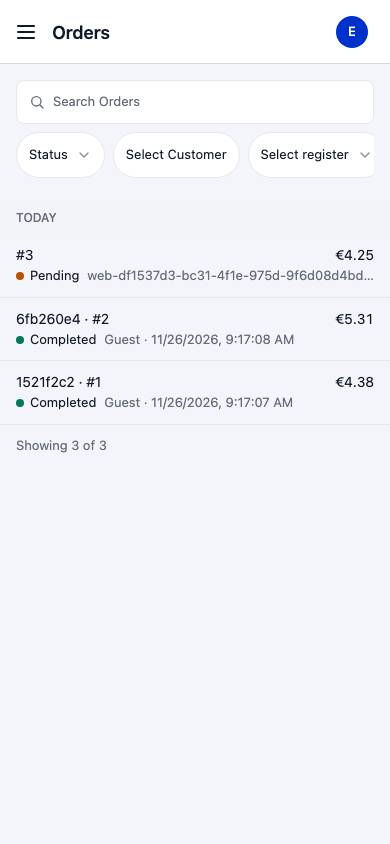 Orders
E
Search Orders
Status
Select Customer
Select register
TODAY
#3
€4.25
Pending web-df1537d3-bc31-4f1e-975d-9f6d08d4bd…
6fb260e4 · #2
€5.31
Completed Guest · 11/26/2026, 9:17:08 AM
1521f2c2 · #1
€4.38
Completed Guest · 11/26/2026, 9:17:07 AM
Showing 3 of 3